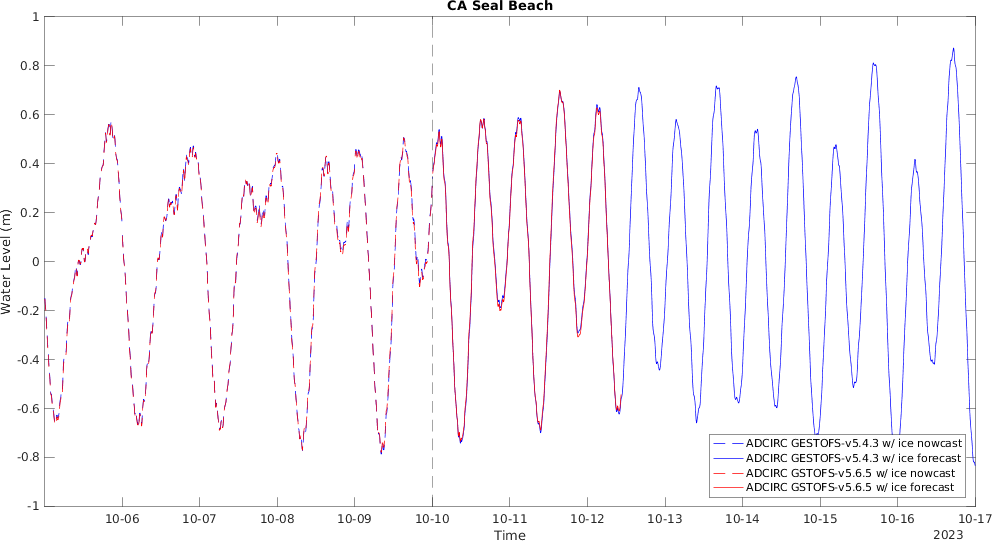 CA Seal Beach
1
0.8
0.6
0.4
0.2
0
-0.2
-0.4
-0.6
-0.8
-1
Water Level (m)
ADCIRC GESTOFS-v5.4.3 w/ ice nowcast
ADCIRC GESTOFS-v5.4.3 w/ ice forecast
ADCIRC GSTOFS-v5.6.5 w/ ice nowcast
ADCIRC GSTOFS-v5.6.5 w/ ice forecast
10-06 10-07 10-08 10-09 10-10 10-11 10-12 10-13 10-14 10-15 10-16 10-17
Time 2023